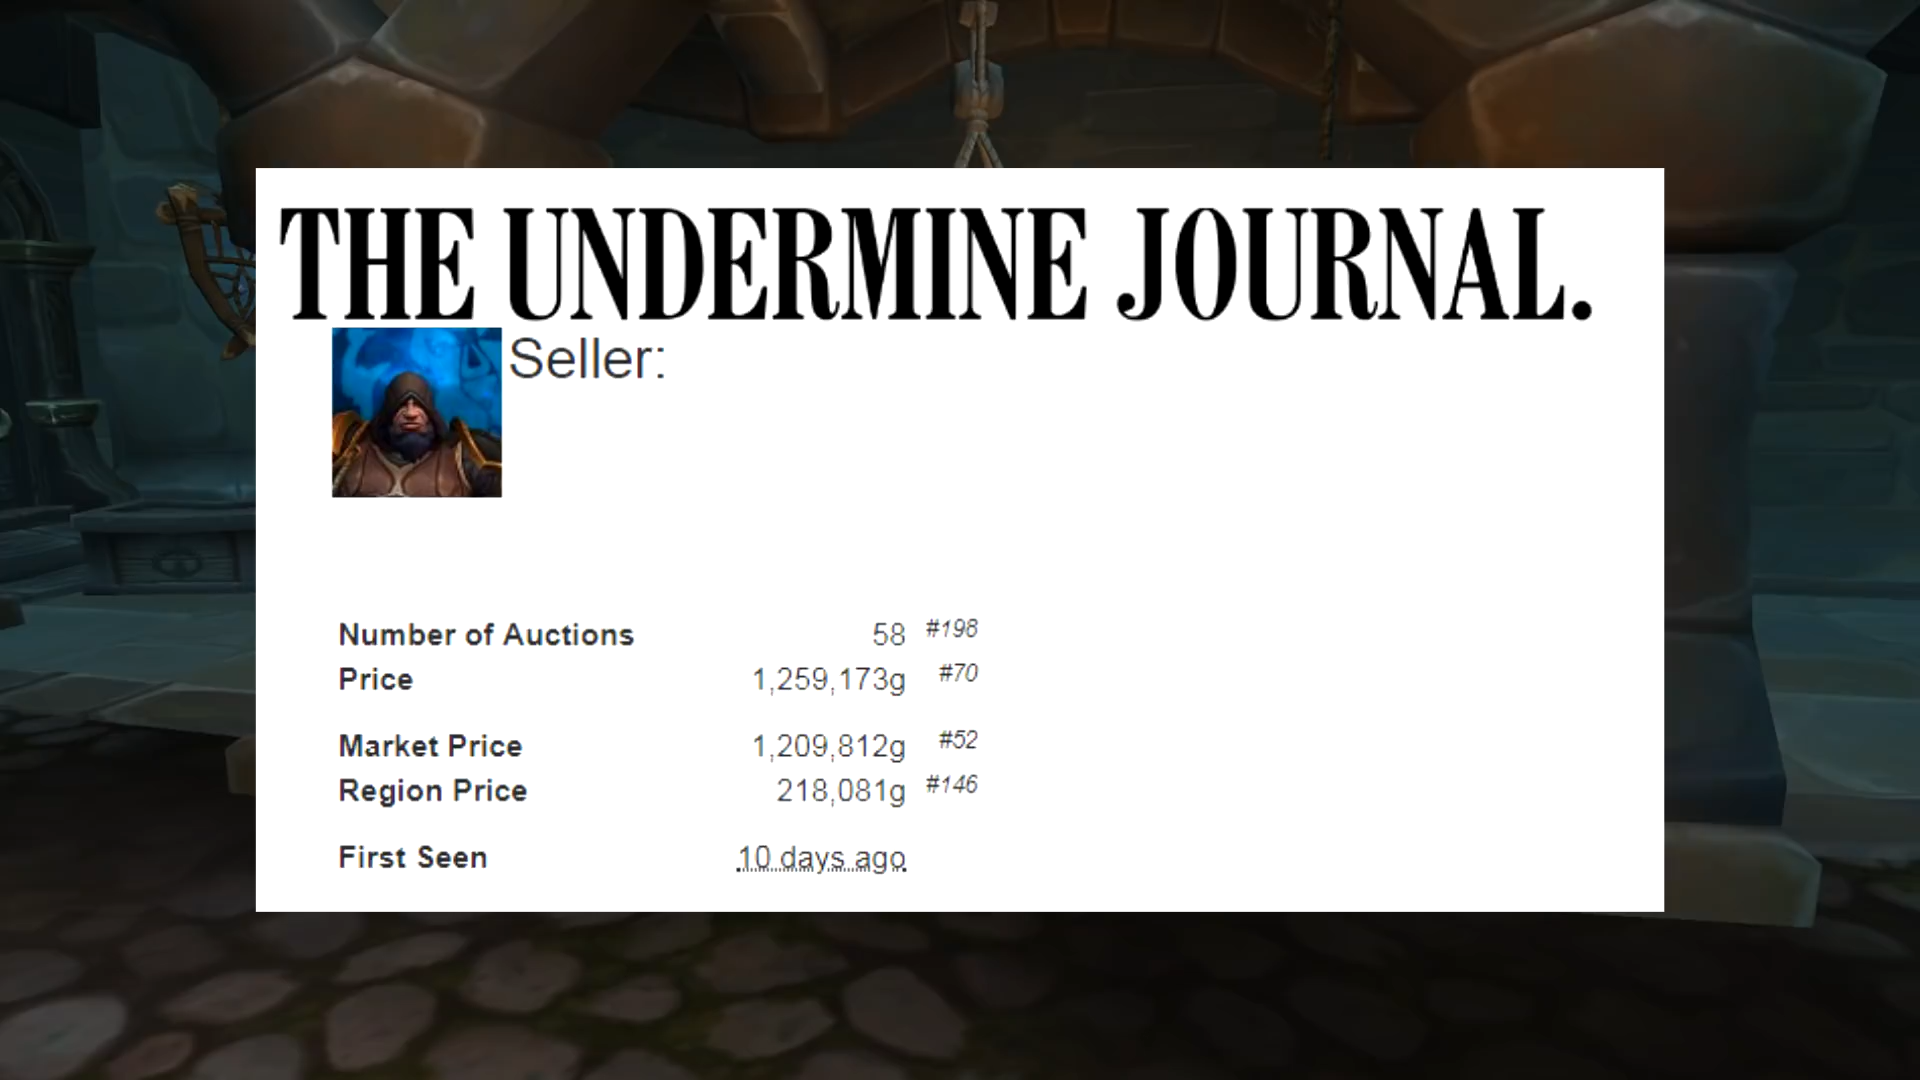 THE UNDERMINE JOURNAL.
Seller:
Number of Auctions 58 #198
Price 1,259,173g #70
Market Price 1,209,812g #52
Region Price 218,081g #146
First Seen 10 days ago